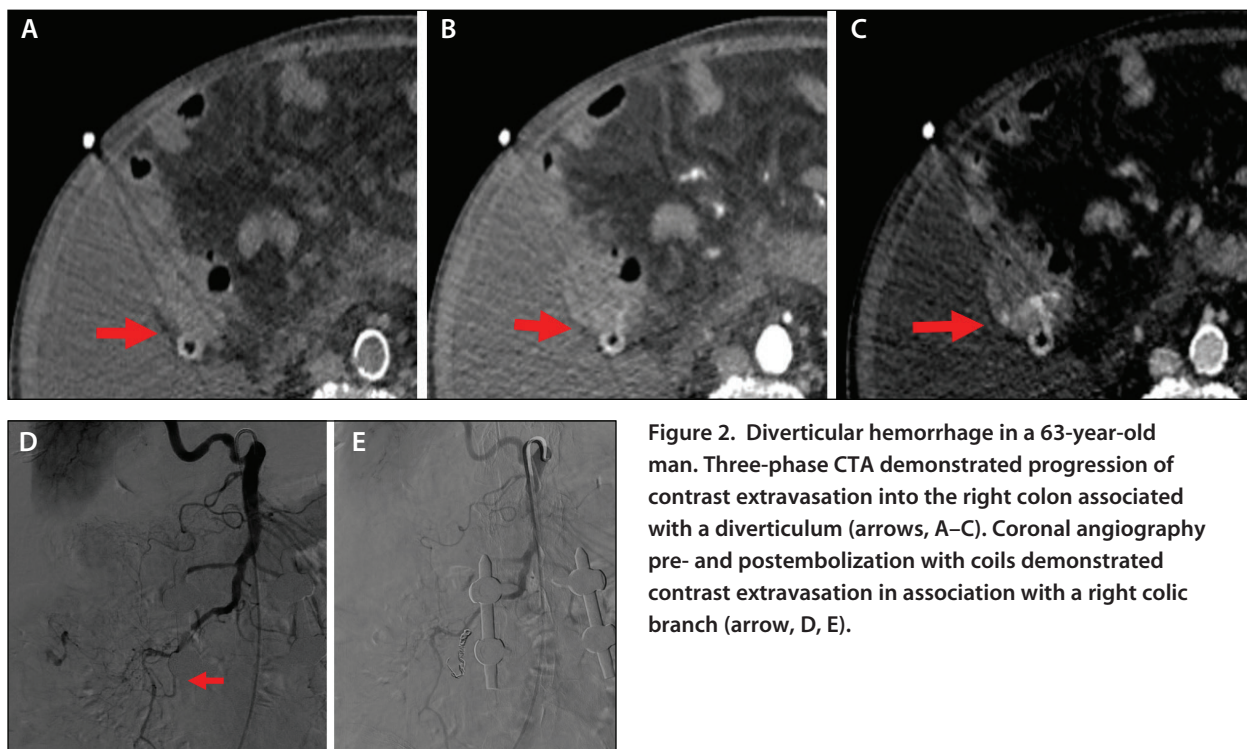 A
B
C
D
E
Figure 2. Diverticular hemorrhage in a 63-year-old
man. Three-phase CTA demonstrated progression of
contrast extravasation into the right colon associated
with a diverticulum (arrows, A–C). Coronal angiography
pre- and postembolization with coils demonstrated
contrast extravasation in association with a right colic
branch (arrow, D, E).